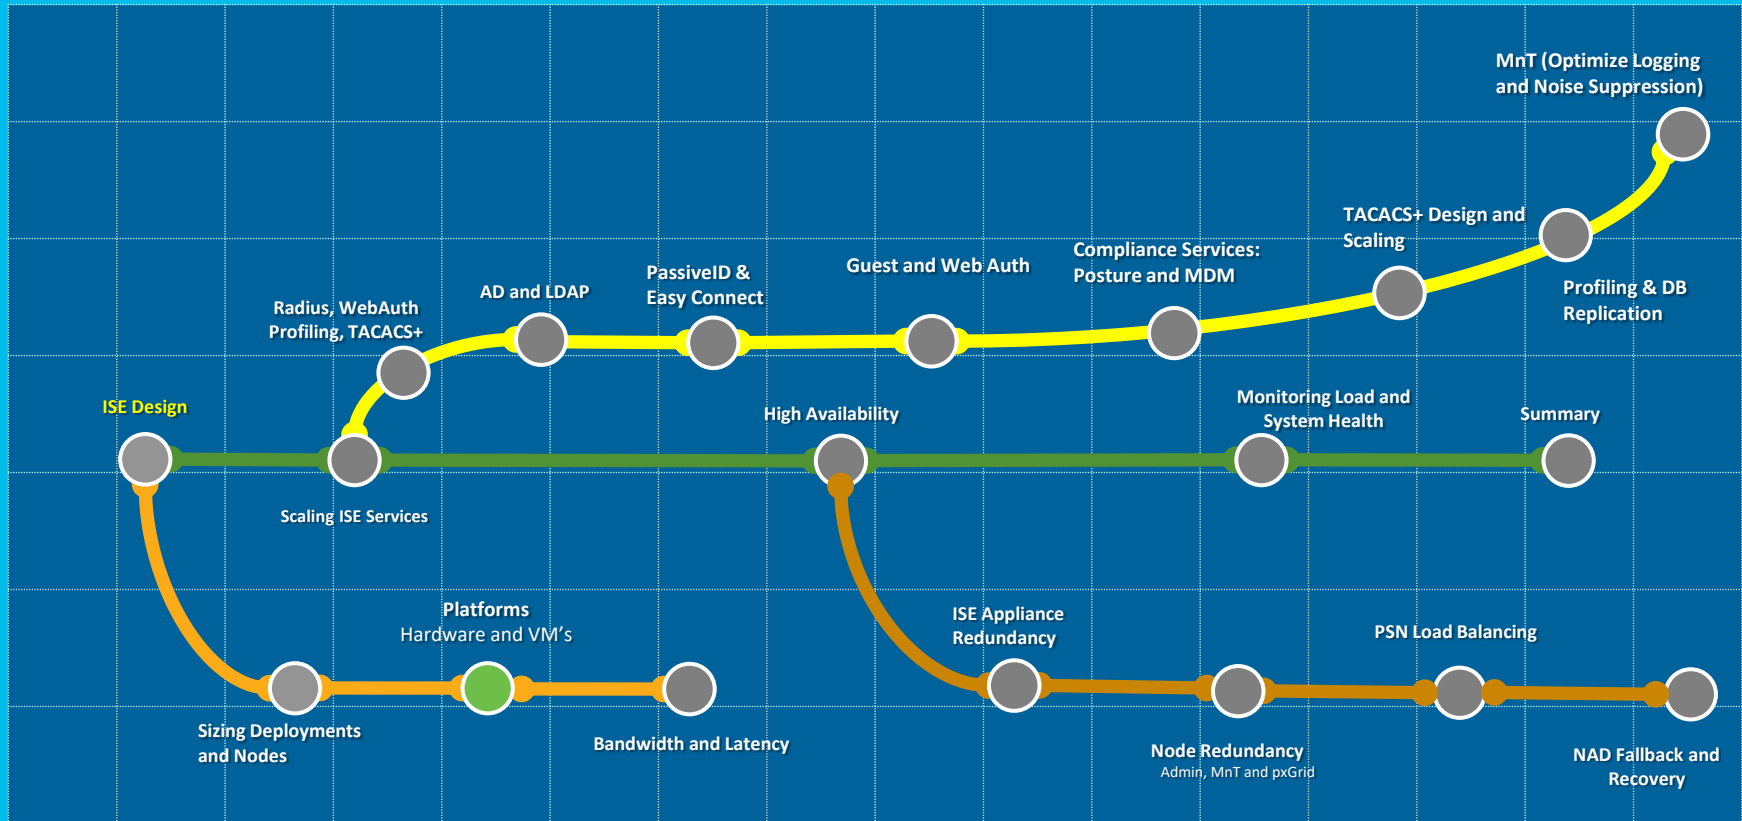 MnT (Optimize Logging
and Noise Suppression)
TACACS+ Design and
Scaling
Compliance Services:
Posture and MDM
Guest and Web Auth
PassiveID &
Easy Connect
AD and LDAP
Radius, WebAuth
Profiling, TACACS+
Profiling & DB
Replication
ISE Design
High Availability
Monitoring Load and
System Health
Summary
Scaling ISE Services
Platforms
Hardware and VM's
ISE Appliance
Redundancy
PSN Load Balancing
Sizing Deployments
and Nodes
Bandwidth and Latency
Node Redundancy
Admin, MnT and pxGrid
NAD Fallback and
Recovery